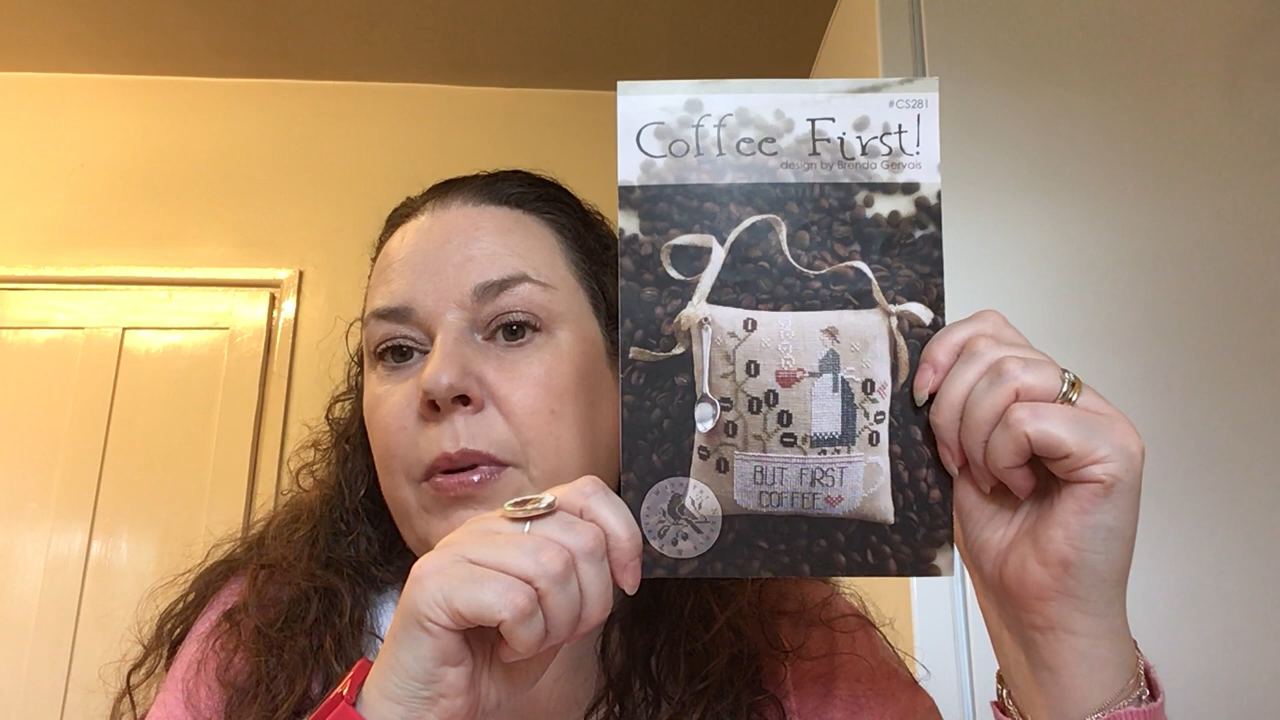 #CS281
Coffee First!
design by Brenda Gervais
BUT FIRST
COFFEE